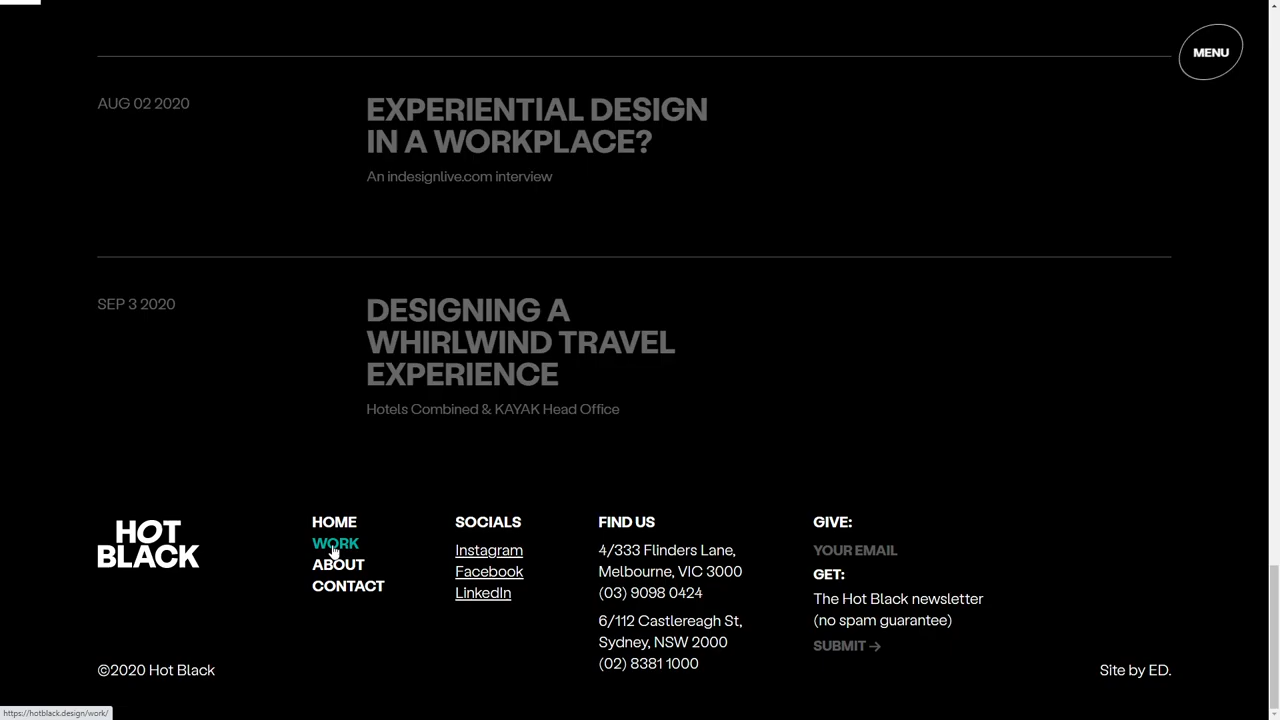 MENU
AUG 02 2020
EXPERIENTIAL DESIGN
IN A WORKPLACE?
An indesignlive.com interview
SEP 3 2020
DESIGNING A
WHIRLWIND TRAVEL
EXPERIENCE
Hotels Combined & KAYAK Head Office
HOT
BLACK
HOME
WORK
ABOUT
CONTACT
SOCIALS
Instagram
Facebook
LinkedIn
FIND US
4/333 Flinders Lane,
Melbourne, VIC 3000
(03) 9098 0424
6/112 Castlereagh St,
Sydney, NSW 2000
(02) 8381 1000
GIVE:
YOUR EMAIL
GET:
The Hot Black newsletter
(no spam guarantee)
SUBMIT →
©2020 Hot Black
Site by ED.
https://hotblack.design/work/